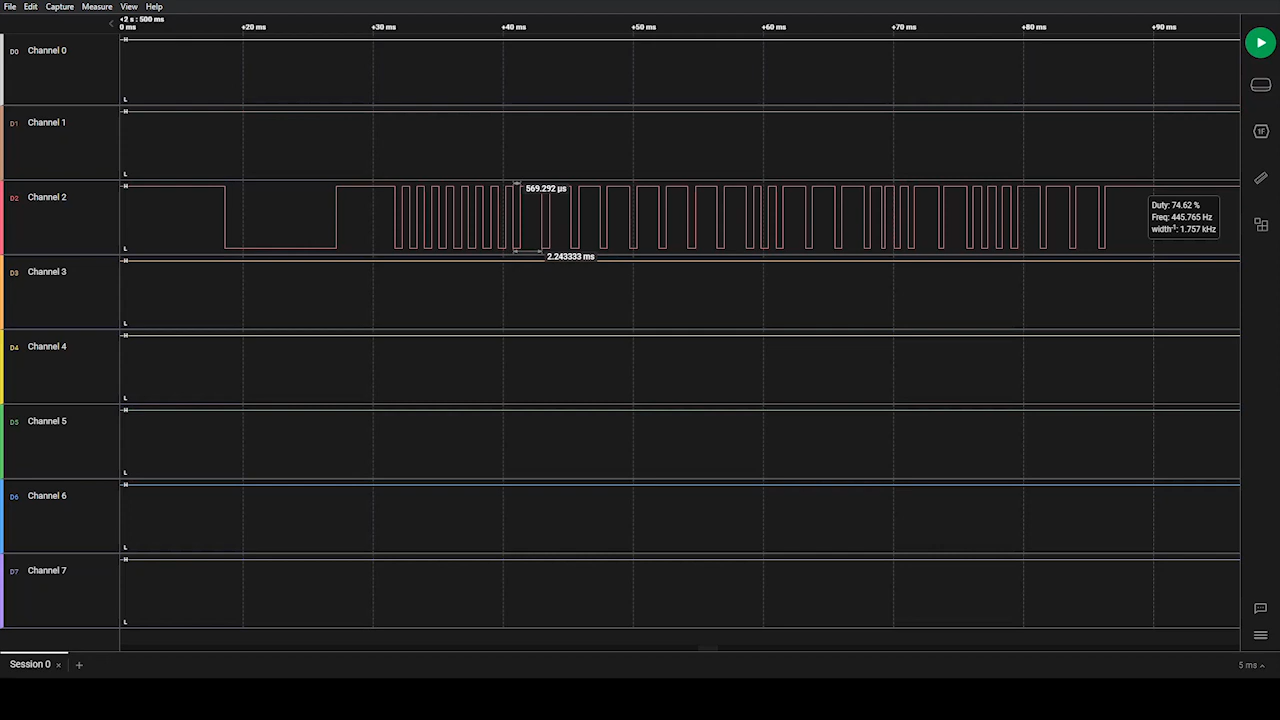 File Edit Capture Measure View Help
+2 s : 500 ms
0 ms +20 ms +30 ms +40 ms +50 ms +60 ms +70 ms +80 ms +90 ms
D0 Channel 0
H
L
D1 Channel 1
H
L
D2 Channel 2
H
L
569.292 µs
2.243333 ms
Duty: 74.62 %
Freq: 445.765 Hz
width⁻¹: 1.757 kHz
D3 Channel 3
H
L
D4 Channel 4
H
L
D5 Channel 5
H
L
D6 Channel 6
H
L
D7 Channel 7
H
L
1F
Session 0 × +
5 ms